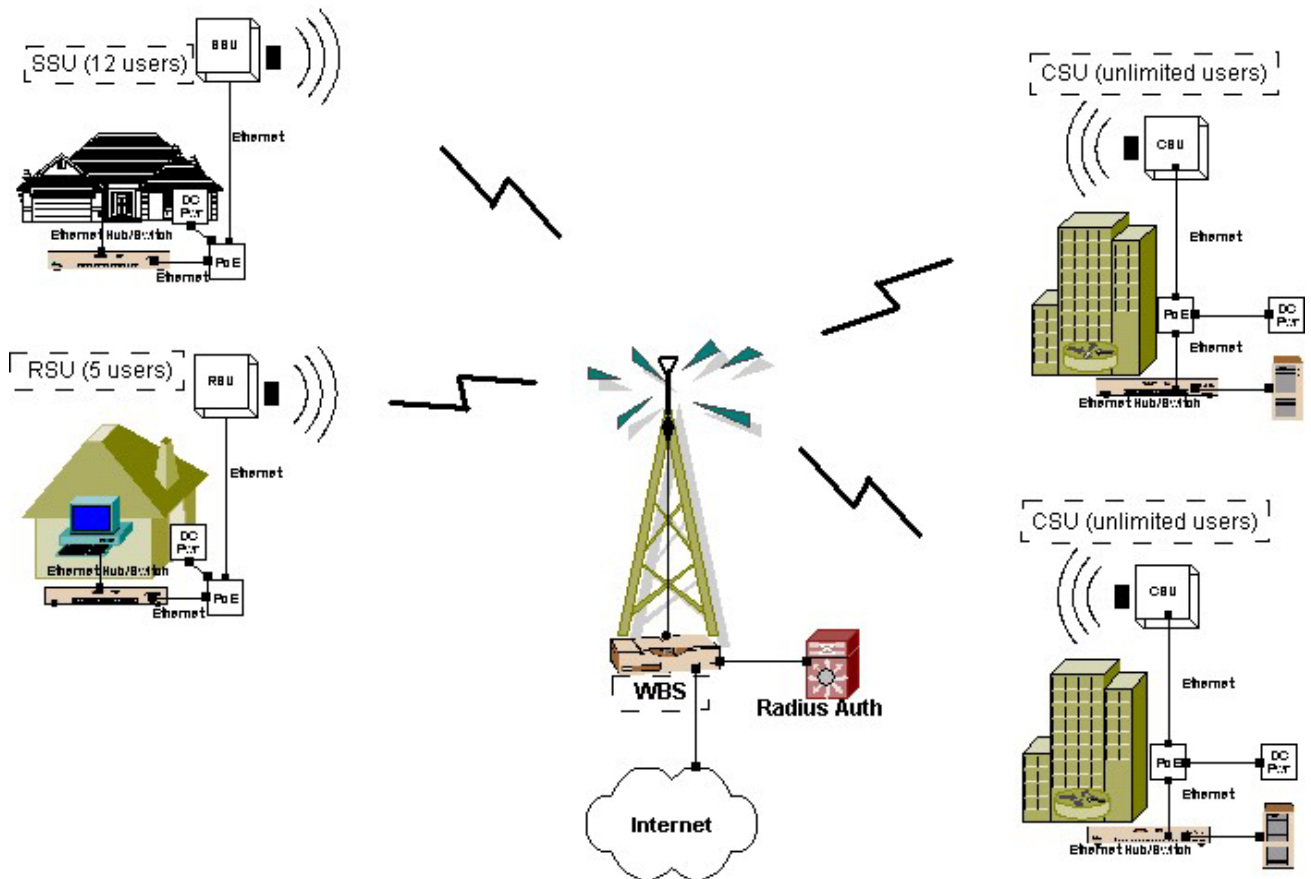 SSU (12 users)
SSU
Ethernet
DC
Pwr
Ethernet Hub/Switch
PoE
Ethernet
RSU (5 users)
RSU
Ethernet
DC
Pwr
Ethernet Hub/Switch
PoE
Ethernet
WBS
Radius Auth
Internet
CSU (unlimited users)
CSU
Ethernet
PoE
DC
Pwr
Ethernet
Ethernet Hub/Switch
CSU (unlimited users)
CSU
Ethernet
PoE
DC
Pwr
Ethernet
Ethernet Hub/Switch